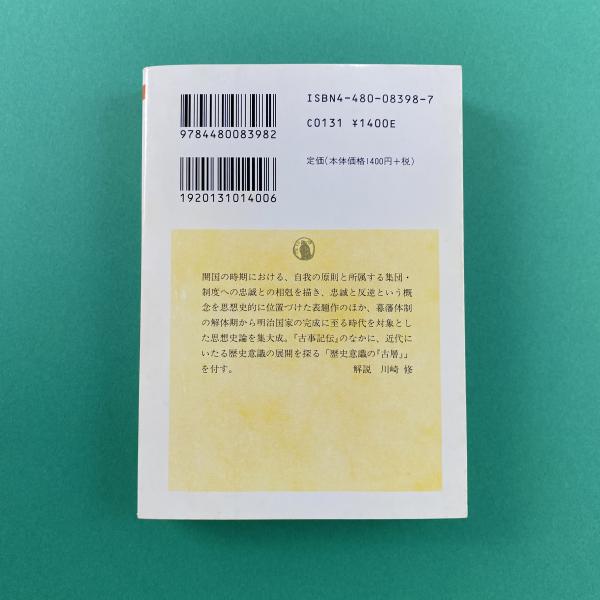 ISBN4-480-08398-7
9784480083982
C0131 ¥1400E
定価(本体価格1400円+税)
1920131014006
開国の時期における、自我の原則と所属する集団・
制度への忠誠との相剋を描き、忠誠と反逆という概
念を思想史的に位置づけた表題作のほか、幕藩体制
の解体期から明治国家の完成に至る時代を対象とし
た思想史論を集大成。『古事記伝』のなかに、近代に
いたる歴史意識の展開を探る「歴史意識の『古層』」
を付す。 解説 川崎 修